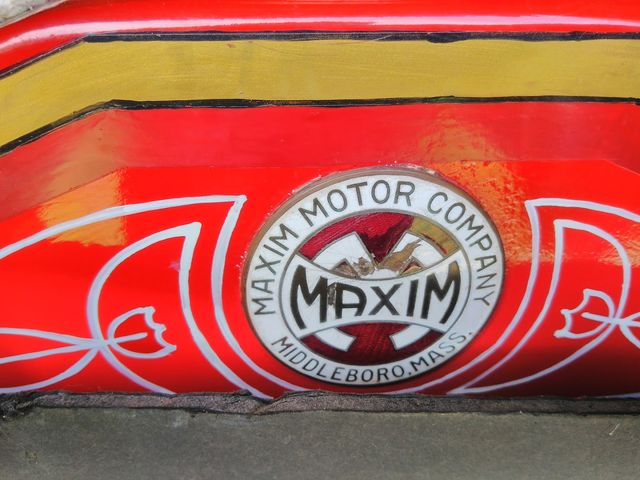 MAXIM MOTOR COMPANY
MAXIM
MIDDLEBORO, MASS.